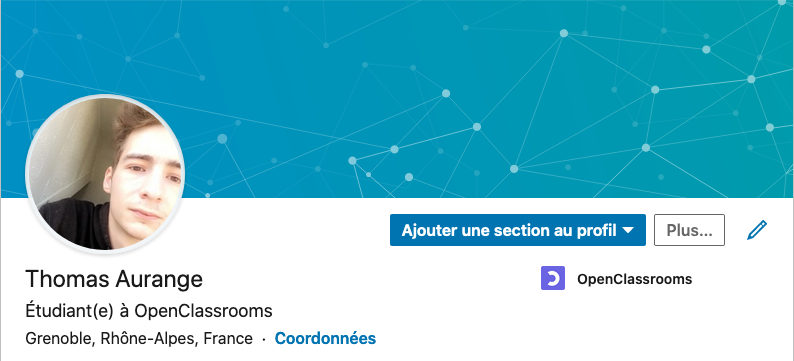 Ajouter une section au profil
Plus...
Thomas Aurange
OpenClassrooms
Étudiant(e) à OpenClassrooms
Grenoble, Rhône-Alpes, France · Coordonnées